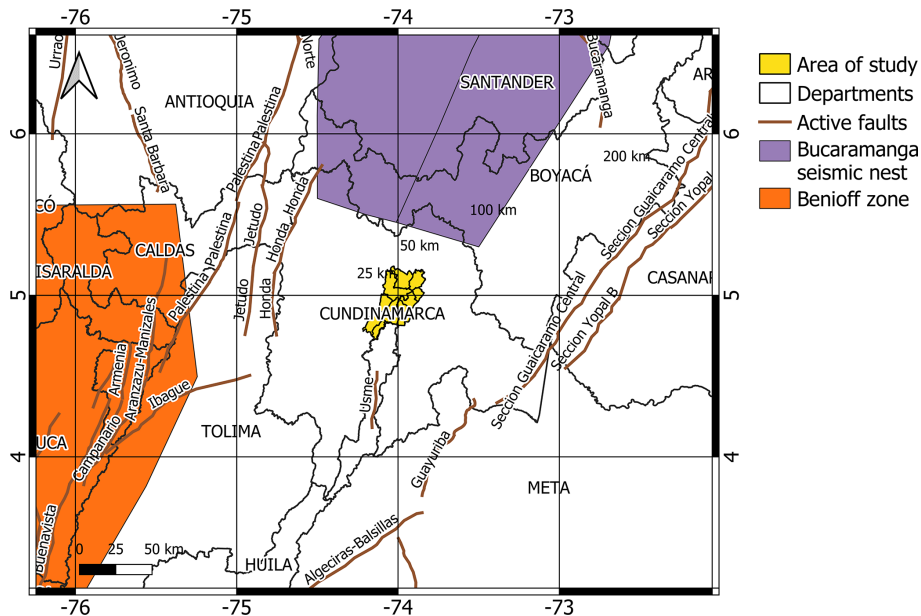 -76
-75
-74
-73
Urrao
Jeronimo
Santa Barbara
ANTIOQUIA
Norte
Palestina
Palestina
SANTANDER
Bucaramanga
AR
6
6
200 km
BOYACÁ
Seccion Guaicaramo Central
Seccion Yopal
100 km
50 km
25 km
CÓ
CALDAS
ISARALDA
Palestina
Palestina
Jetudo
Jetudo
Honda
Honda
Honda
CASANAR
5
5
CUNDINAMARCA
Seccion Guaicaramo Central
Seccion Yopal B
Armenia
Aranzazu-Manizales
Ibague
Campanario
Usme
TOLIMA
UCA
Guayuriba
4
4
META
Buenavista
Algeciras-Balsillas
HUILA
0 25 50 km
-76
-75
-74
-73
Area of study
Departments
Active faults
Bucaramanga
seismic nest
Benioff zone